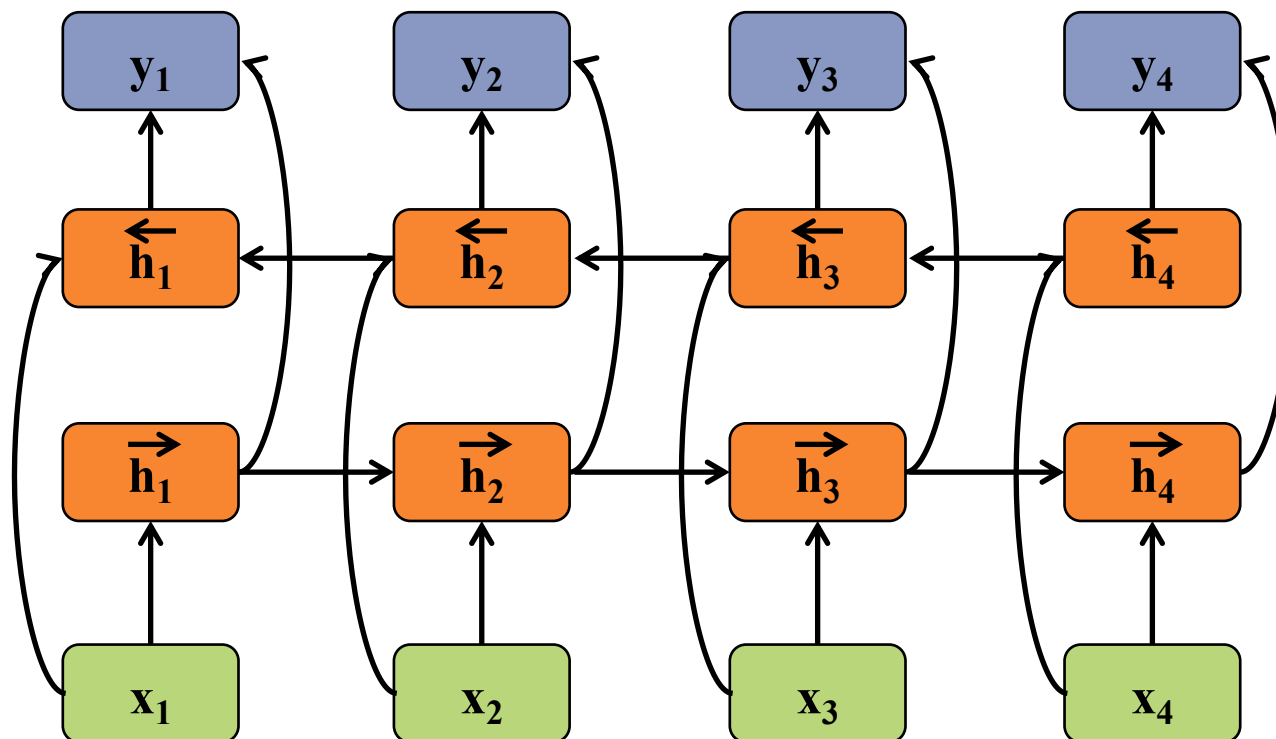 y₁ y₂ y₃ y₄
←h₁ ←h₂ ←h₃ ←h₄
→h₁ →h₂ →h₃ →h₄
x₁ x₂ x₃ x₄